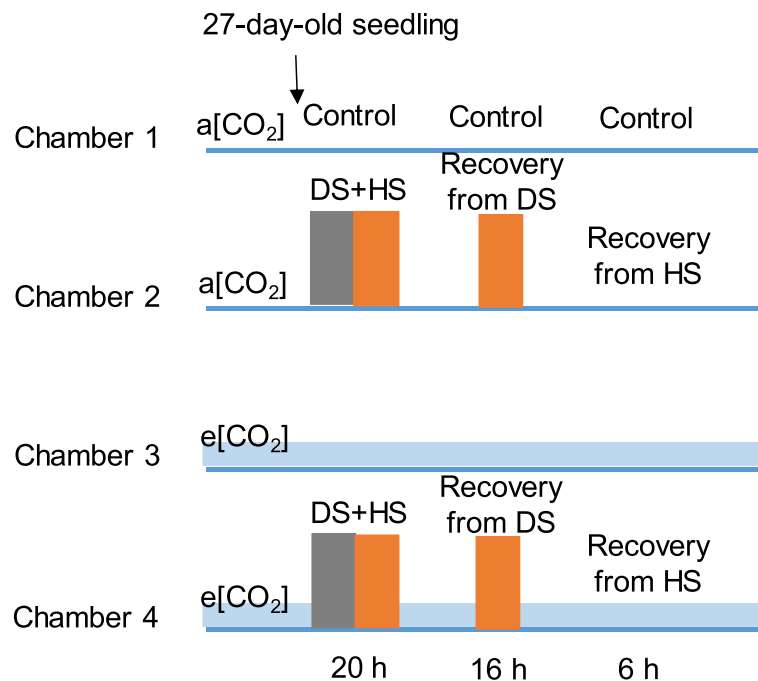 27-day-old seedling
Chamber 1
a[CO₂]
Control
Control
Control
Chamber 2
a[CO₂]
DS+HS
Recovery
from DS
Recovery
from HS
Chamber 3
e[CO₂]
Chamber 4
e[CO₂]
DS+HS
Recovery
from DS
Recovery
from HS
20 h
16 h
6 h